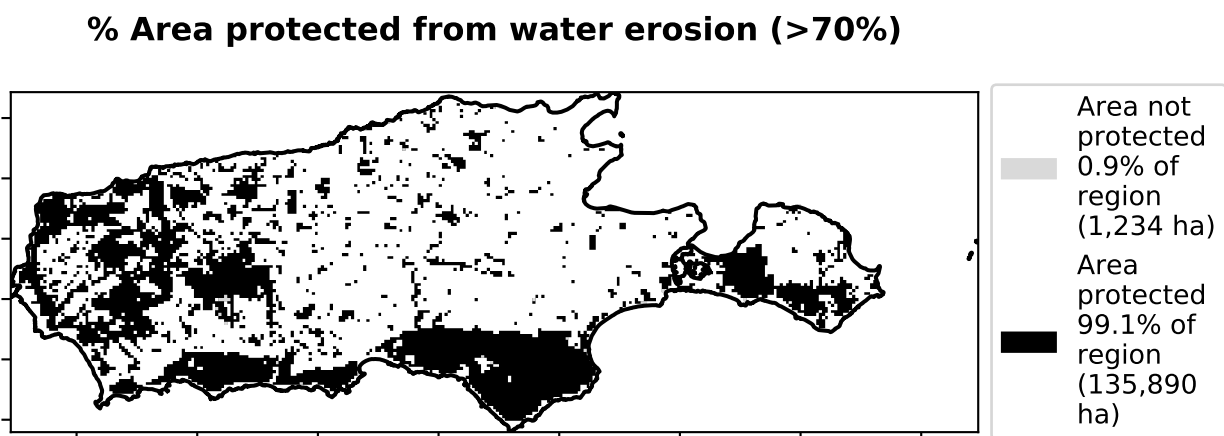 % Area protected from water erosion (>70%)
Area not
protected
0.9% of
region
(1,234 ha)
Area
protected
99.1% of
region
(135,890
ha)